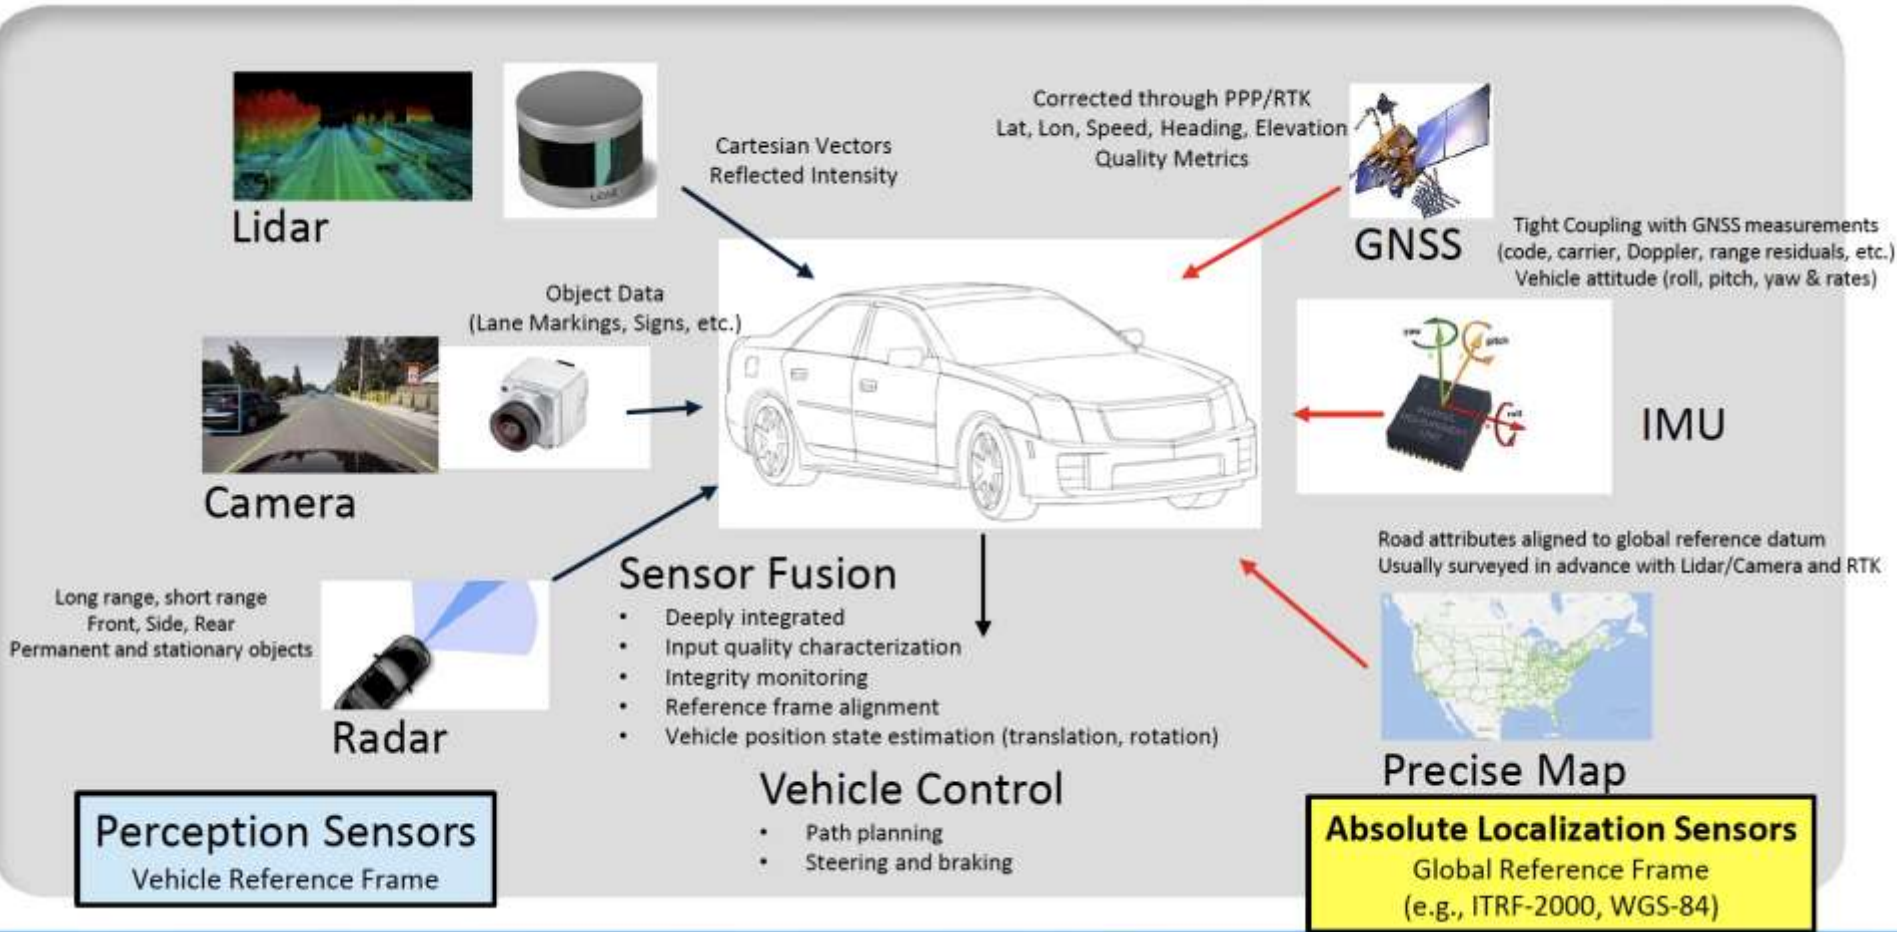 Lidar
LiDAR
Cartesian Vectors
Reflected Intensity
Corrected through PPP/RTK
Lat, Lon, Speed, Heading, Elevation
Quality Metrics
GNSS
Tight Coupling with GNSS measurements
(code, carrier, Doppler, range residuals, etc.)
Vehicle attitude (roll, pitch, yaw & rates)
Object Data
(Lane Markings, Signs, etc.)
Camera
yaw
pitch
roll
IMU
Long range, short range
Front, Side, Rear
Permanent and stationary objects
Radar
Sensor Fusion
• Deeply integrated
• Input quality characterization
• Integrity monitoring
• Reference frame alignment
• Vehicle position state estimation (translation, rotation)
Vehicle Control
• Path planning
• Steering and braking
Road attributes aligned to global reference datum
Usually surveyed in advance with Lidar/Camera and RTK
Precise Map
Perception Sensors
Vehicle Reference Frame
Absolute Localization Sensors
Global Reference Frame
(e.g., ITRF-2000, WGS-84)